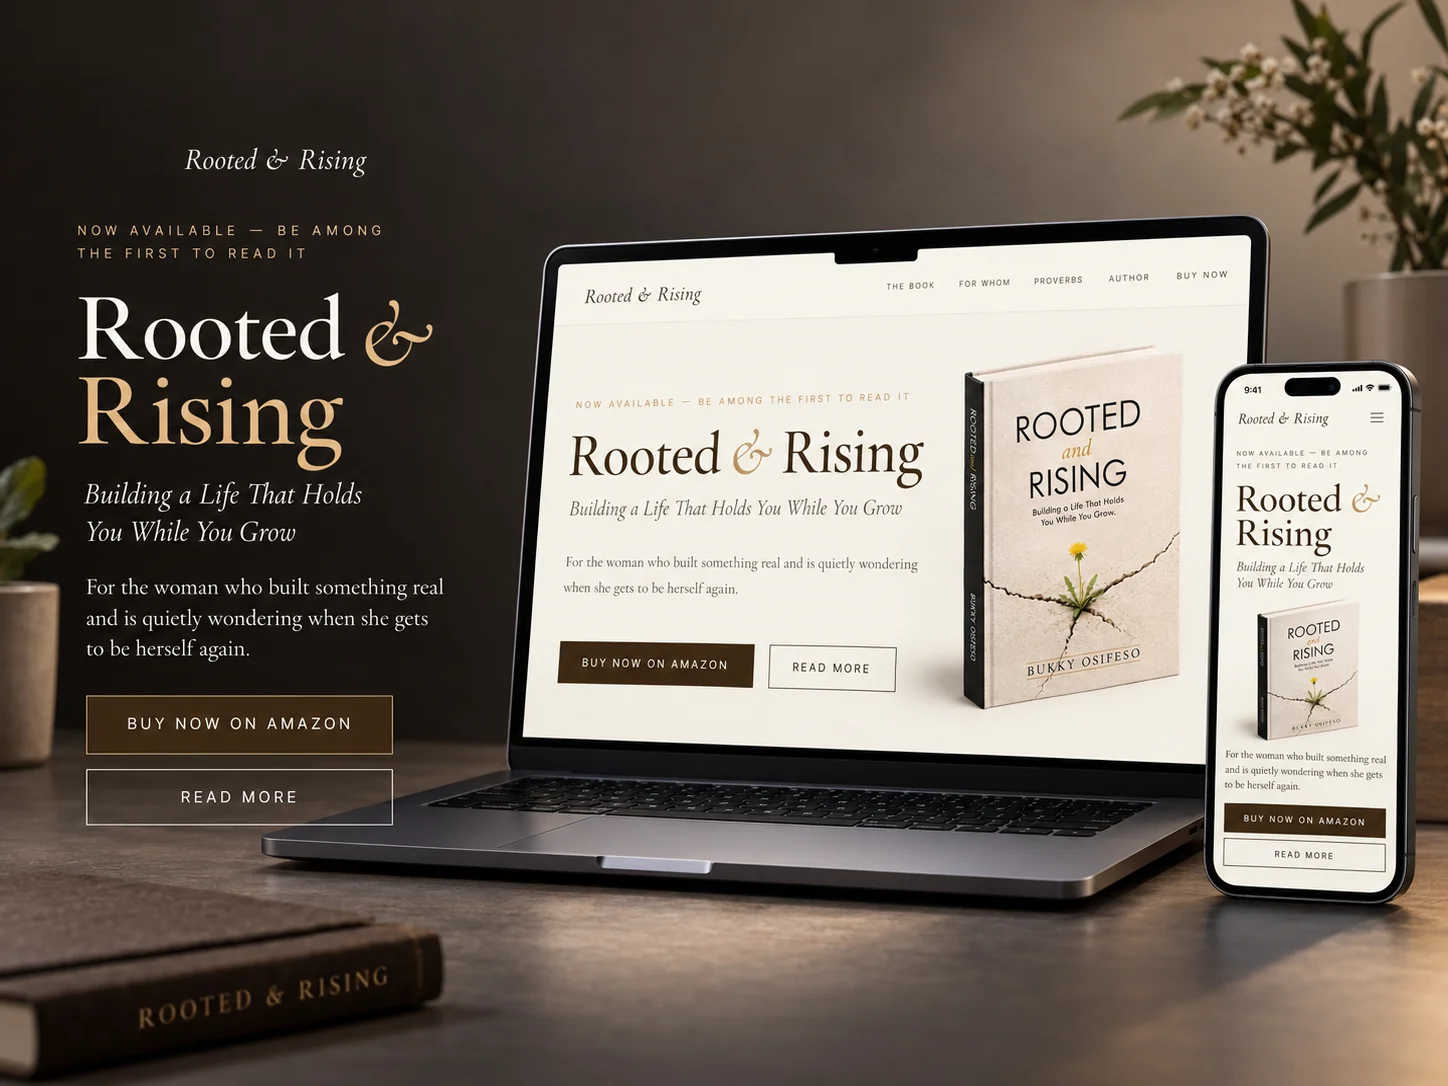 Rooted & Rising
NOW AVAILABLE — BE AMONG
THE FIRST TO READ IT
Rooted &
Rising
Building a Life That Holds
You While You Grow
For the woman who built something real
and is quietly wondering when she gets
to be herself again.
BUY NOW ON AMAZON
READ MORE
ROOTED & RISING
Rooted & Rising
THE BOOK
FOR WHOM
PROVERBS
AUTHOR
BUY NOW
NOW AVAILABLE — BE AMONG THE FIRST TO READ IT
Rooted & Rising
Building a Life That Holds You While You Grow
For the woman who built something real and is quietly wondering
when she gets to be herself again.
BUY NOW ON AMAZON
READ MORE
ROOTED and RISING
BUKKY OSIFESO
ROOTED
and
RISING
Building a Life That Holds
You While You Grow.
BUKKY OSIFESO
9:41
Rooted & Rising
NOW AVAILABLE — BE AMONG
THE FIRST TO READ IT
Rooted &
Rising
Building a Life That Holds
You While You Grow
ROOTED
and
RISING
BUKKY OSIFESO
For the woman who built something real
and is quietly wondering when she gets
to be herself again.
BUY NOW ON AMAZON
READ MORE